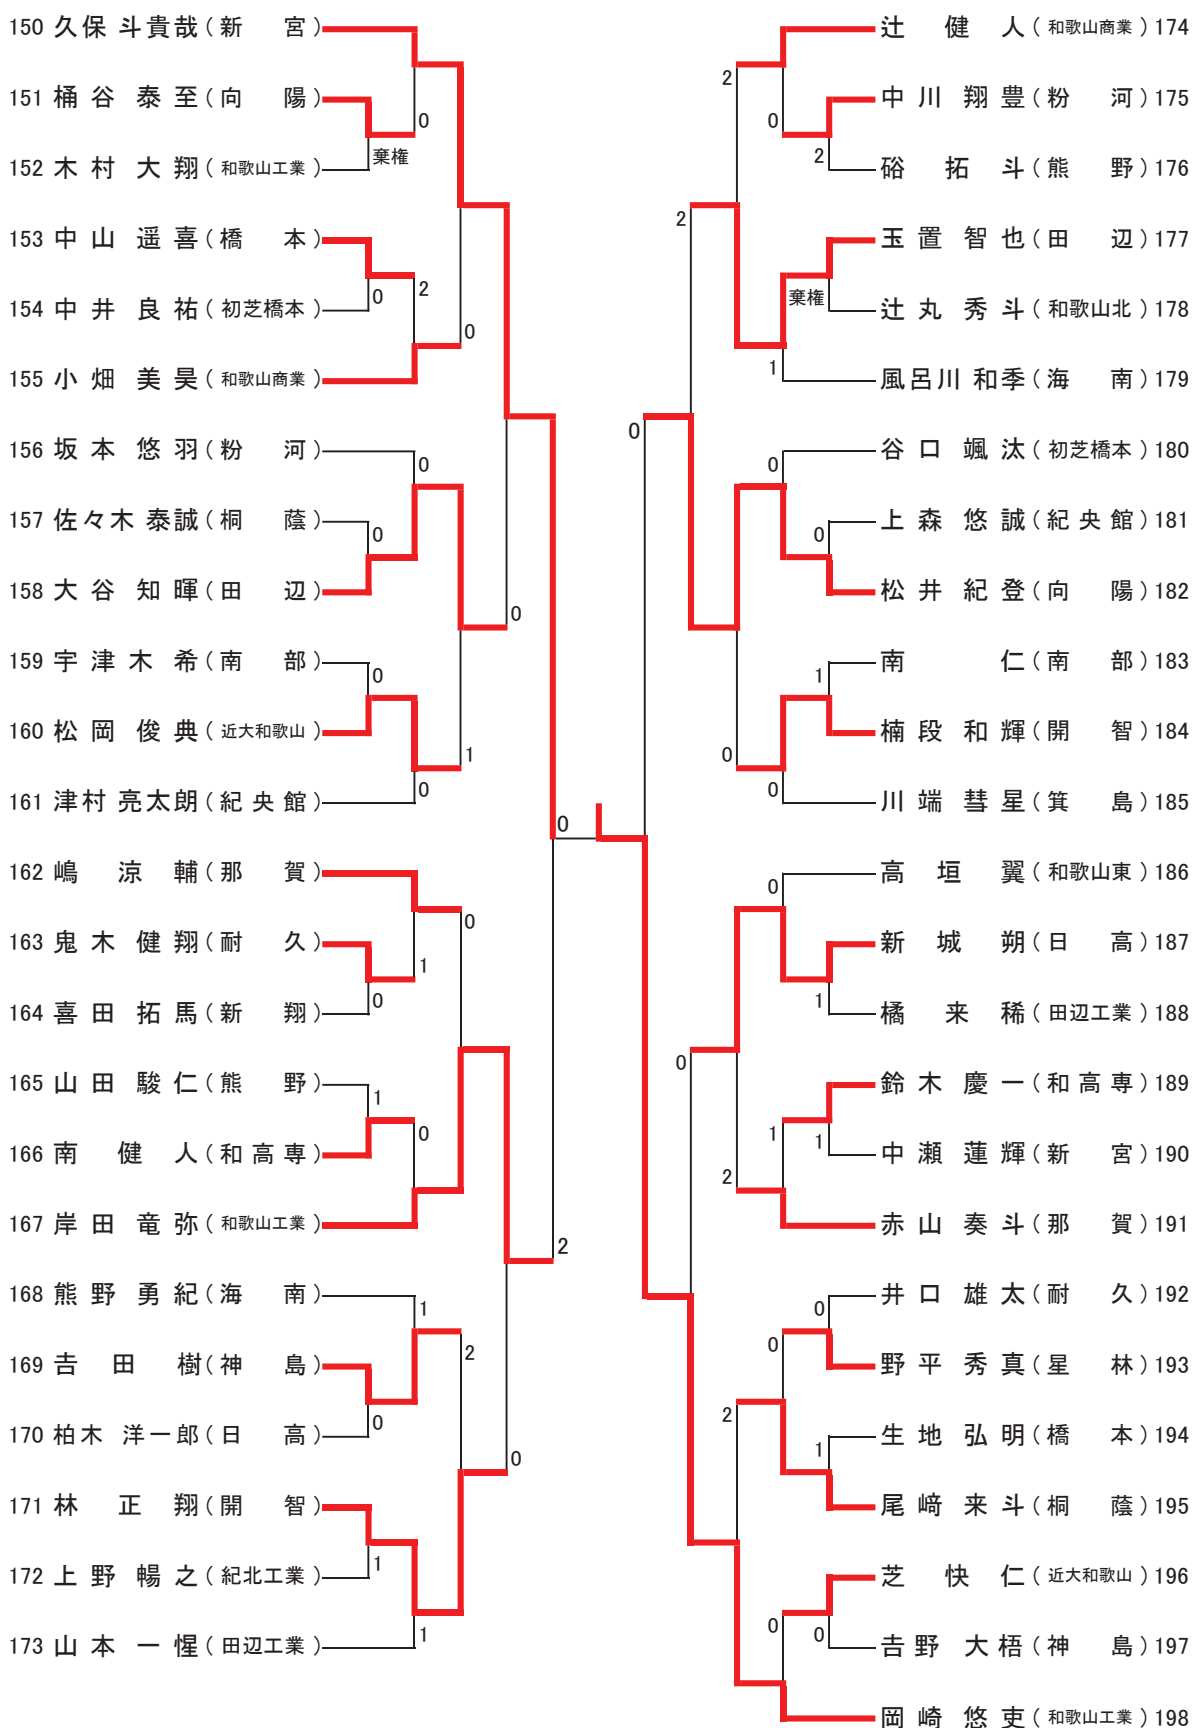 150 久保 斗貴哉 ( 新　宮 )
151 桶谷 泰至 ( 向　陽 )
0
棄権
152 木村 大翔 ( 和歌山工業 )
153 中山 遥喜 ( 橋　本 )
0
2
154 中井 良祐 ( 初芝橋本 )
0
155 小畑 美昊 ( 和歌山商業 )
156 坂本 悠羽 ( 粉　河 )
0
157 佐々木 泰誠 ( 桐　蔭 )
0
158 大谷 知暉 ( 田　辺 )
0
159 宇津木 希 ( 南　部 )
0
160 松岡 俊典 ( 近大和歌山 )
1
0
161 津村 亮太朗 ( 紀央館 )
0
162 嶋 涼輔 ( 那　賀 )
0
163 鬼木 健翔 ( 耐　久 )
1
0
164 喜田 拓馬 ( 新　翔 )
165 山田 駿仁 ( 熊　野 )
1
0
166 南 健人 ( 和高専 )
167 岸田 竜弥 ( 和歌山工業 )
2
168 熊野 勇紀 ( 海　南 )
1
2
169 吉田 樹 ( 神　島 )
0
170 柏木 洋一郎 ( 日　高 )
0
171 林 正翔 ( 開　智 )
1
172 上野 暢之 ( 紀北工業 )
1
173 山本 一惺 ( 田辺工業 )
辻 健人 ( 和歌山商業 ) 174
2
中川 翔豊 ( 粉　河 ) 175
0
2
硲 拓斗 ( 熊　野 ) 176
2
玉置 智也 ( 田　辺 ) 177
棄権
辻丸 秀斗 ( 和歌山北 ) 178
1
風呂川 和季 ( 海　南 ) 179
0
谷口 颯汰 ( 初芝橋本 ) 180
0
上森 悠誠 ( 紀央館 ) 181
0
松井 紀登 ( 向　陽 ) 182
南 仁 ( 南　部 ) 183
1
楠段 和輝 ( 開　智 ) 184
0
0
川端 彗星 ( 箕　島 ) 185
高垣 翼 ( 和歌山東 ) 186
0
新城 朔 ( 日　高 ) 187
1
橘 来稀 ( 田辺工業 ) 188
0
鈴木 慶一 ( 和高専 ) 189
1
1
中瀬 蓮輝 ( 新　宮 ) 190
2
赤山 奏斗 ( 那　賀 ) 191
井口 雄太 ( 耐　久 ) 192
0
0
野平 秀真 ( 星　林 ) 193
2
生地 弘明 ( 橋　本 ) 194
1
尾﨑 来斗 ( 桐　蔭 ) 195
芝 快仁 ( 近大和歌山 ) 196
0
0
吉野 大梧 ( 神　島 ) 197
岡崎 悠吏 ( 和歌山工業 ) 198